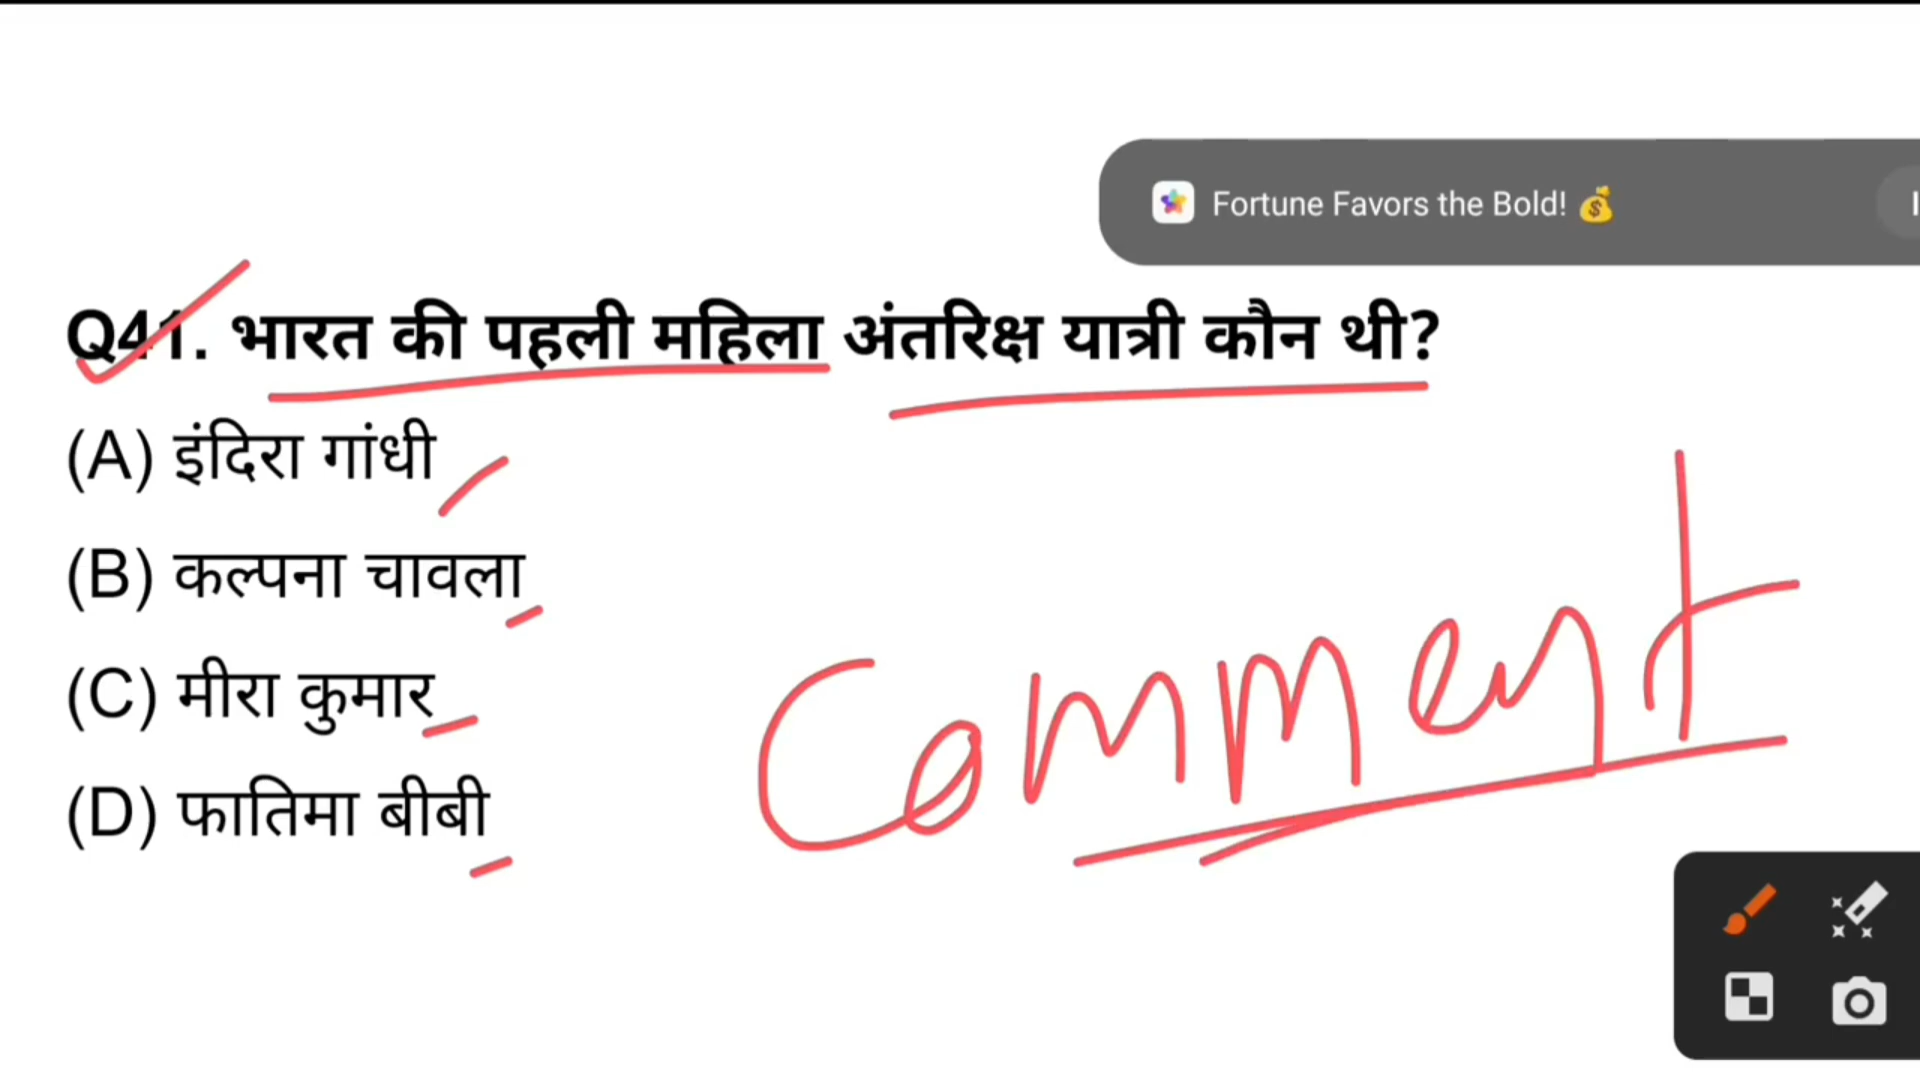 Fortune Favors the Bold! 💰
Q41. भारत की पहली महिला अंतरिक्ष यात्री कौन थी?
(A) इंदिरा गांधी
(B) कल्पना चावला
(C) मीरा कुमार
(D) फातिमा बीबी
Comment